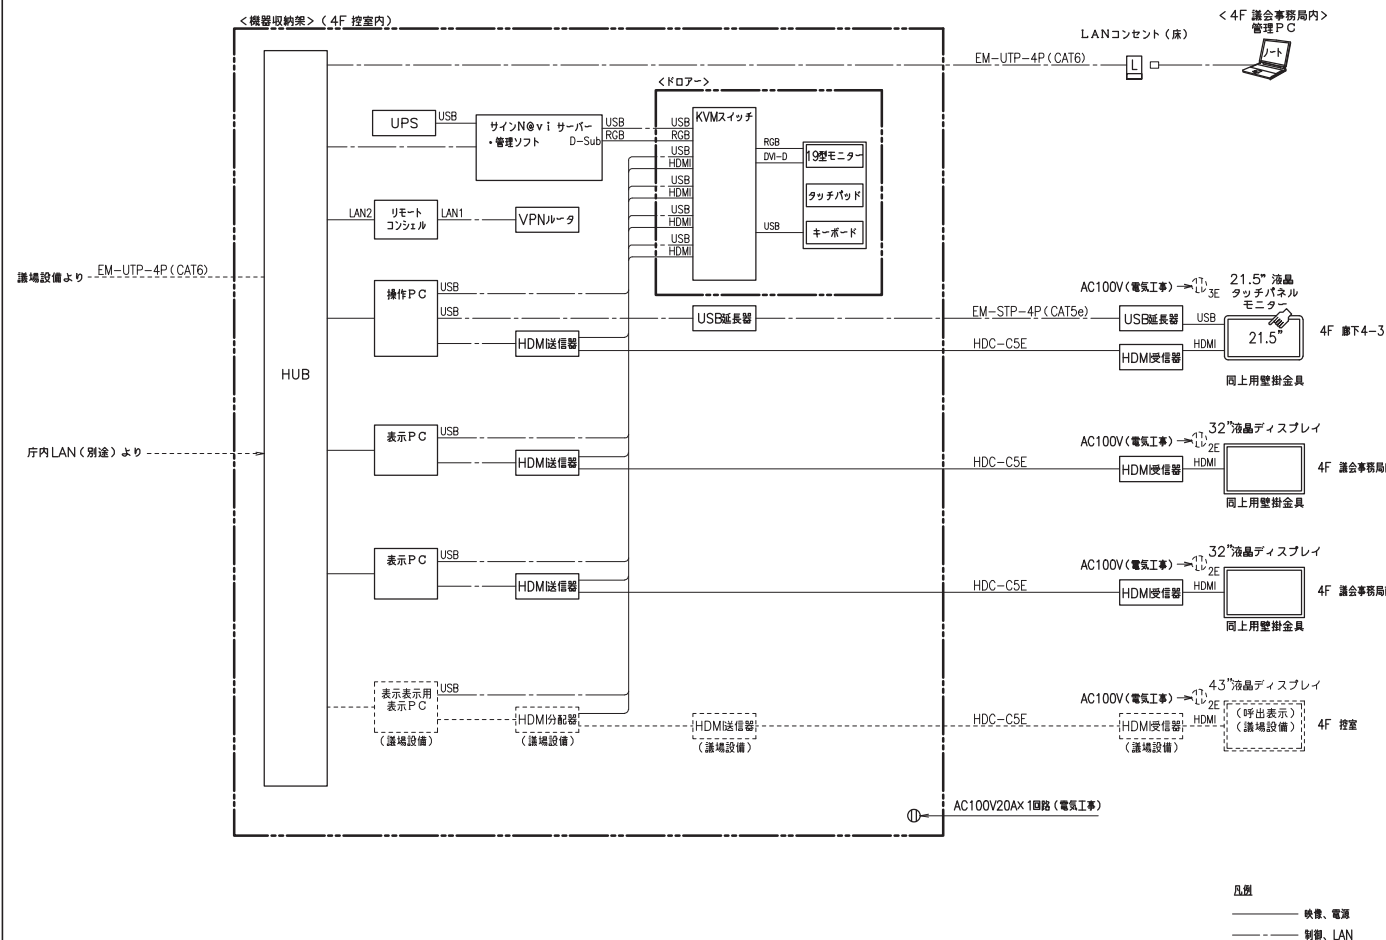 <機器収納架>(4F 控室内)
<4F 議会事務局内>
管理PC
LANコンセント(床)
EM-UTP-4P(CAT6)
L
ノート
<ドロアー>
UPS
USB
サインN@vi サーバー
・管理ソフト
D-Sub
USB
RGB
USB
RGB
USB
HDMI
USB
HDMI
USB
HDMI
USB
HDMI
KVMスイッチ
RGB
DVI-D
19型モニター
タッチパッド
USB
キーボード
LAN2
リモート
コンシェル
LAN1
VPNルータ
議場設備より
EM-UTP-4P(CAT6)
HUB
操作PC
USB
USB
HDMI送信器
USB延長器
EM-STP-4P(CAT5e)
HDC-C5E
AC100V(電気工事)
3E
USB延長器
USB
HDMI受信器
HDMI
21.5” 液晶
タッチパネル
モニター
21.5”
4F 廊下4-3
同上用壁掛金具
庁内LAN(別途)より
表示PC
USB
HDMI送信器
HDC-C5E
AC100V(電気工事)
2E
HDMI受信器
HDMI
32”液晶ディスプレイ
4F 議会事務局
同上用壁掛金具
表示PC
USB
HDMI送信器
HDC-C5E
AC100V(電気工事)
2E
HDMI受信器
HDMI
32”液晶ディスプレイ
4F 議会事務局
同上用壁掛金具
表示表示用
表示PC
(議場設備)
USB
HDMI分配器
(議場設備)
HDMI送信器
(議場設備)
HDC-C5E
AC100V(電気工事)
2E
HDMI受信器
(議場設備)
HDMI
43”液晶ディスプレイ
(呼出表示)
(議場設備)
4F 控室
AC100V20A×1回路(電気工事)
凡例
映像、電源
制御、LAN